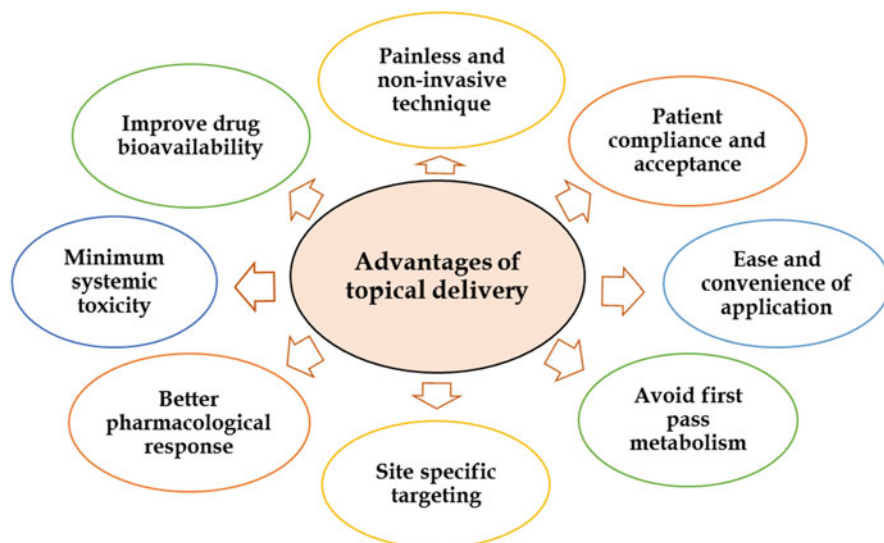 Painless and
non-invasive
technique
Patient
compliance and
acceptance
Ease and
convenience of
application
Avoid first
pass
metabolism
Site specific
targeting
Better
pharmacological
response
Minimum
systemic
toxicity
Improve drug
bioavailability
Advantages of
topical delivery